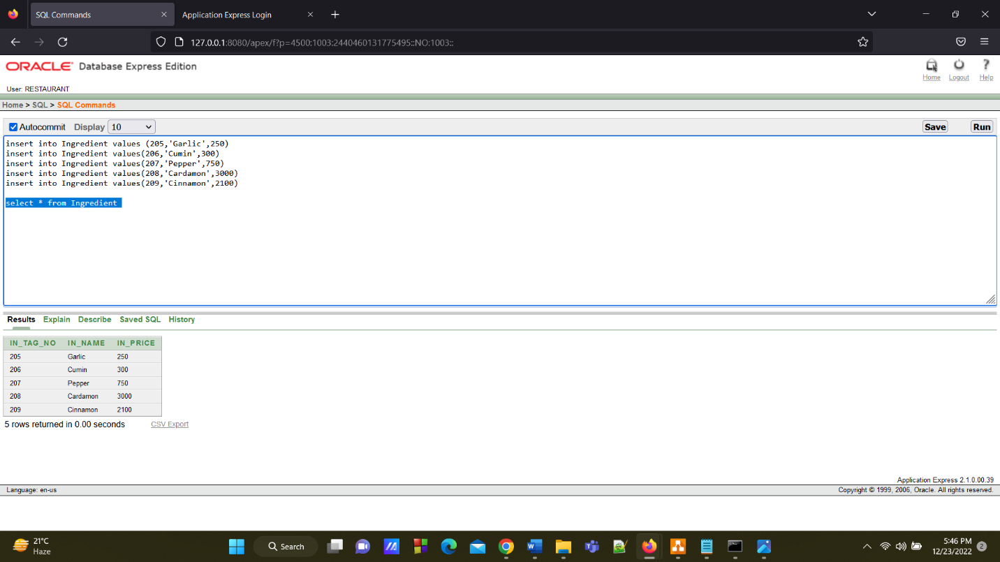 SQL Commands
Application Express Login
127.0.0.1:8080/apex/f?p=4500:1003:2440460131775495::NO:1003::
ORACLE Database Express Edition
Home Logout Help
User: RESTAURANT
Home > SQL > SQL Commands
Autocommit Display 10 Save Run
insert into Ingredient values (205,'Garlic',250)
insert into Ingredient values(206,'Cumin',300)
insert into Ingredient values(207,'Pepper',750)
insert into Ingredient values(208,'Cardamon',3000)
insert into Ingredient values(209,'Cinnamon',2100)
select * from Ingredient
Results Explain Describe Saved SQL History
IN_TAG_NO IN_NAME IN_PRICE
205 Garlic 250
206 Cumin 300
207 Pepper 750
208 Cardamon 3000
209 Cinnamon 2100
5 rows returned in 0.00 seconds CSV Export
Application Express 2.1.0.00.39
Language: en-us Copyright © 1999, 2006, Oracle. All rights reserved.
21°C
Haze
Search
5:46 PM
12/23/2022
2